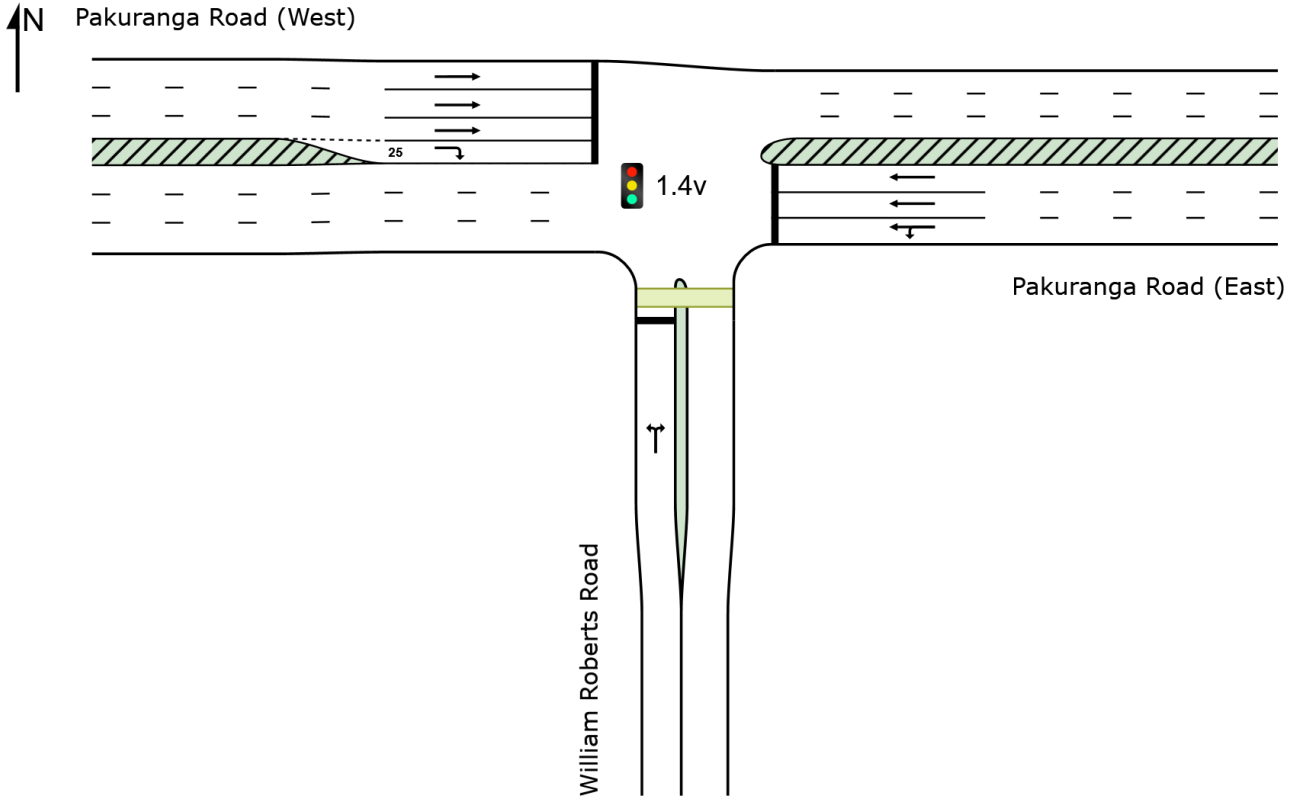 N
Pakuranga Road (West)
25
1.4v
Pakuranga Road (East)
William Roberts Road